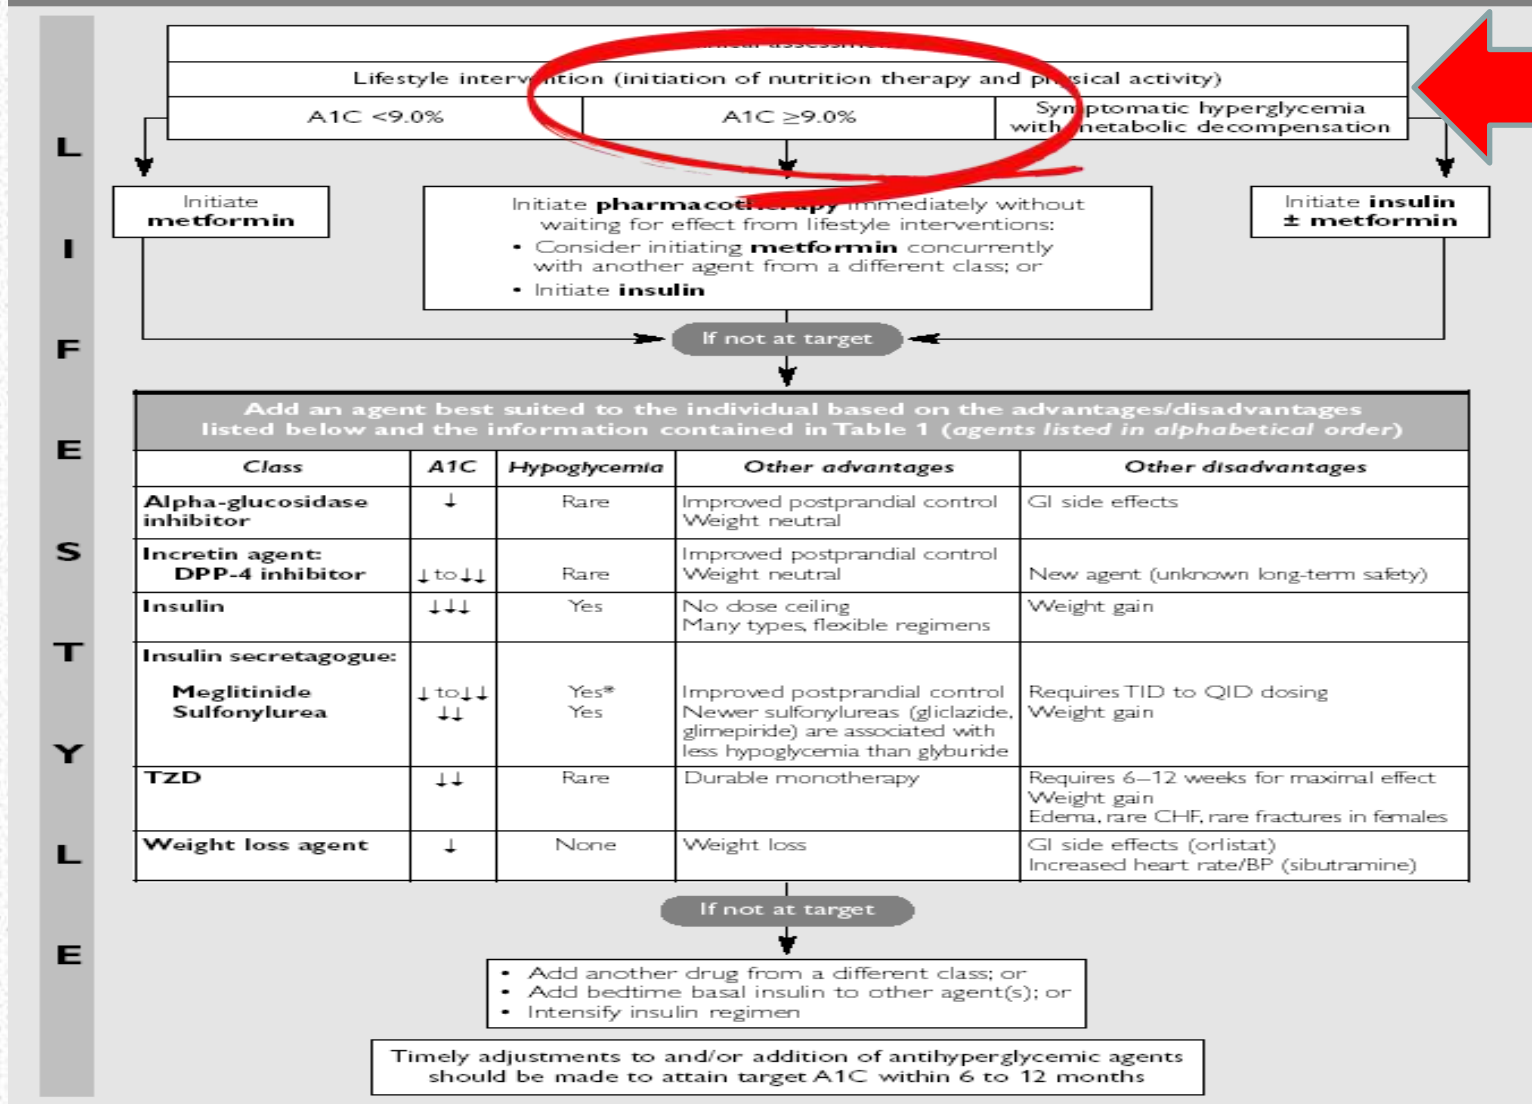 Lifestyle intervention (initiation of nutrition therapy and physical activity)
A1C <9.0%
A1C ≥9.0%
Symptomatic hyperglycemia
with metabolic decompensation
Initiate
metformin
Initiate pharmacotherapy immediately without
waiting for effect from lifestyle interventions:
• Consider initiating metformin concurrently
with another agent from a different class; or
• Initiate insulin
Initiate insulin
± metformin
If not at target
LIFESTYLE
Add an agent best suited to the individual based on the advantages/disadvantages
listed below and the information contained in Table 1 (agents listed in alphabetical order)
Class A1C Hypoglycemia Other advantages Other disadvantages
Alpha-glucosidase ↓ Rare Improved postprandial control GI side effects
inhibitor Weight neutral
Incretin agent: Improved postprandial control
DPP-4 inhibitor ↓ to ↓↓ Rare Weight neutral New agent (unknown long-term safety)
Insulin ↓↓↓ Yes No dose ceiling Weight gain
Many types, flexible regimens
Insulin secretagogue:
Meglitinide ↓ to ↓↓ Yes* Improved postprandial control Requires TID to QID dosing
Sulfonylurea ↓↓ Yes Newer sulfonylureas (gliclazide, Weight gain
glimepiride) are associated with
less hypoglycemia than glyburide
TZD ↓↓ Rare Durable monotherapy Requires 6–12 weeks for maximal effect
Weight gain
Edema, rare CHF, rare fractures in females
Weight loss agent ↓ None Weight loss GI side effects (orlistat)
Increased heart rate/BP (sibutramine)
If not at target
• Add another drug from a different class; or
• Add bedtime basal insulin to other agent(s); or
• Intensify insulin regimen
Timely adjustments to and/or addition of antihyperglycemic agents
should be made to attain target A1C within 6 to 12 months